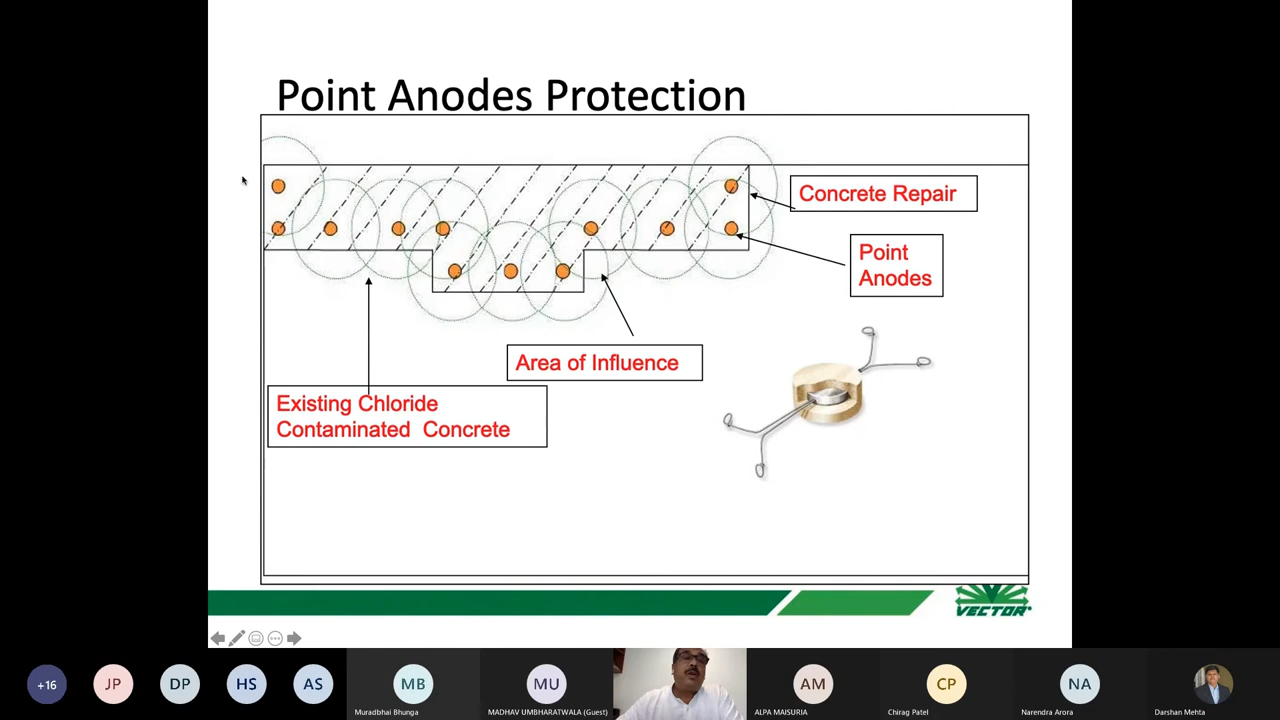 Point Anodes Protection
Concrete Repair
Point
Anodes
Area of Influence
Existing Chloride
Contaminated Concrete
VECTOR
+16
JP
DP
HS
AS
MB
Muradbhai Bhunga
MU
MADHAV UMBHARATWALA (Guest)
AM
ALPA MAISURIA
CP
Chirag Patel
NA
Narendra Arora
Darshan Mehta